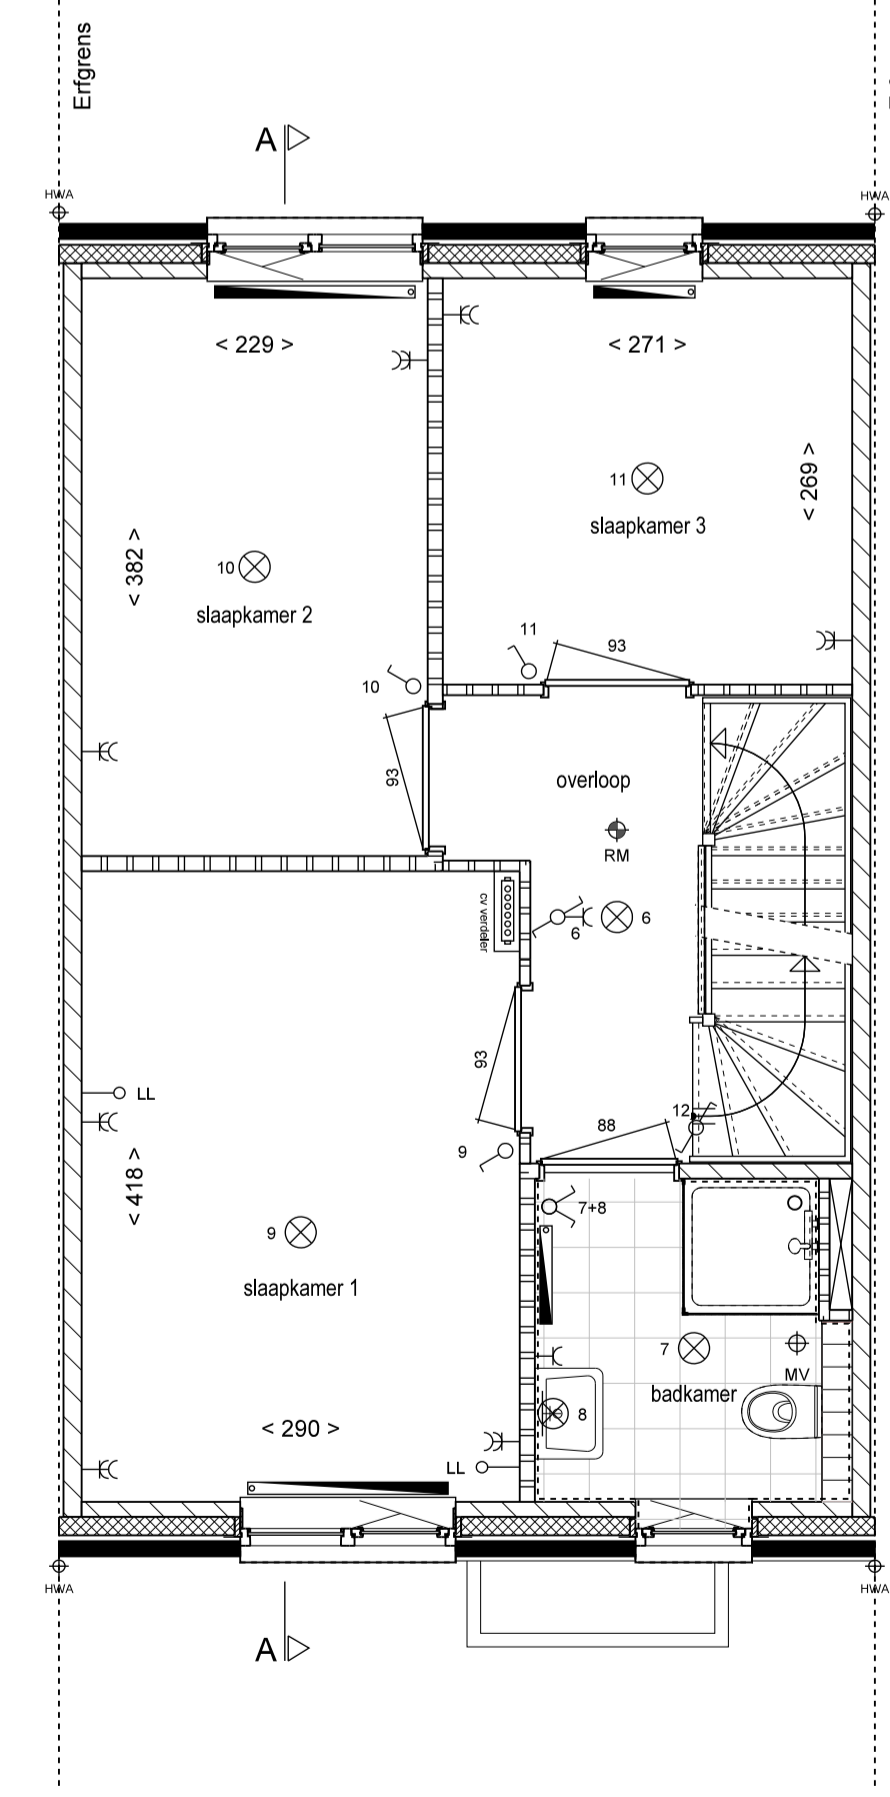 Erfgrens
A
HWA
HWA
< 229 >
< 271 >
< 269 >
11
slaapkamer 3
< 382 >
10
slaapkamer 2
11
93
10
93
overloop
RM
cv verdeler
6
6
93
LL
12
88
9
< 418 >
7+8
9
slaapkamer 1
7
MV
badkamer
8
< 290 >
LL
HWA
HWA
A